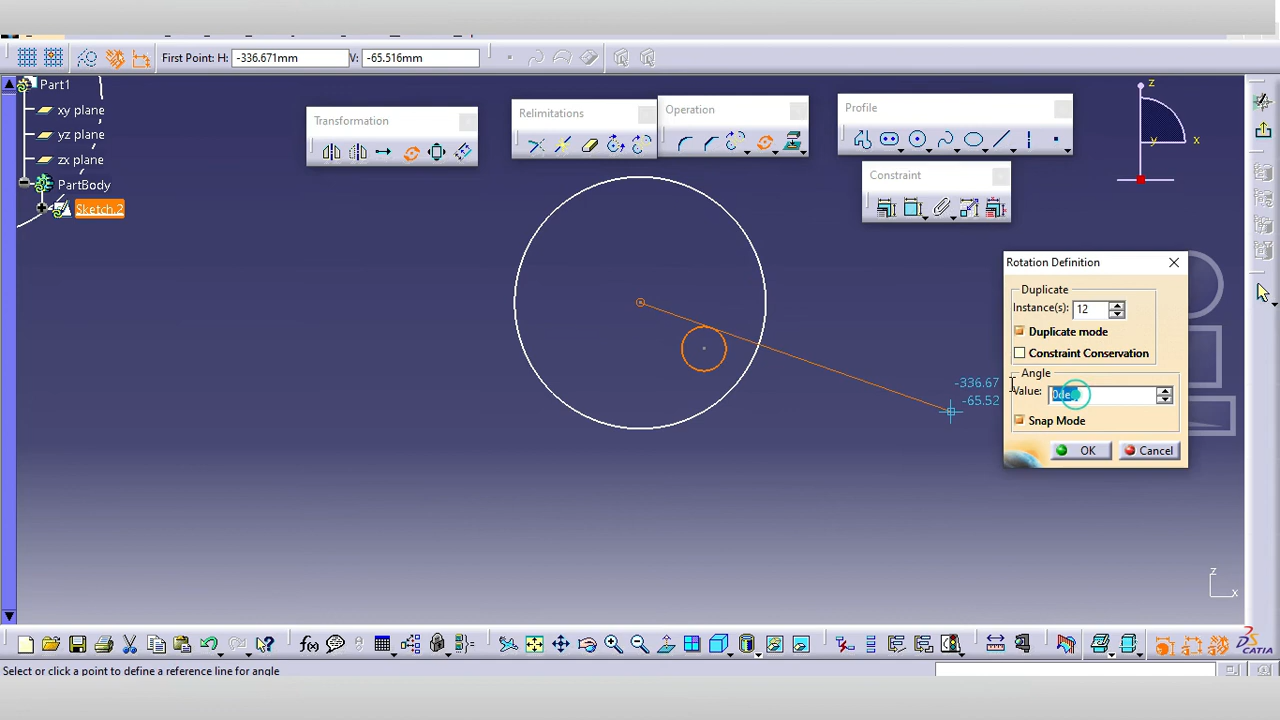 First Point: H: -336.671mm V: -65.516mm
Part1
xy plane
yz plane
zx plane
PartBody
Sketch.2
Transformation
Relimitations
Operation
Profile
Constraint
z
y
x
Rotation Definition
Duplicate
Instance(s): 12
Duplicate mode
Constraint Conservation
Angle
Value: 0de
Snap Mode
OK Cancel
-336.67
-65.52
z
x
f(x)
CATIA
Select or click a point to define a reference line for angle